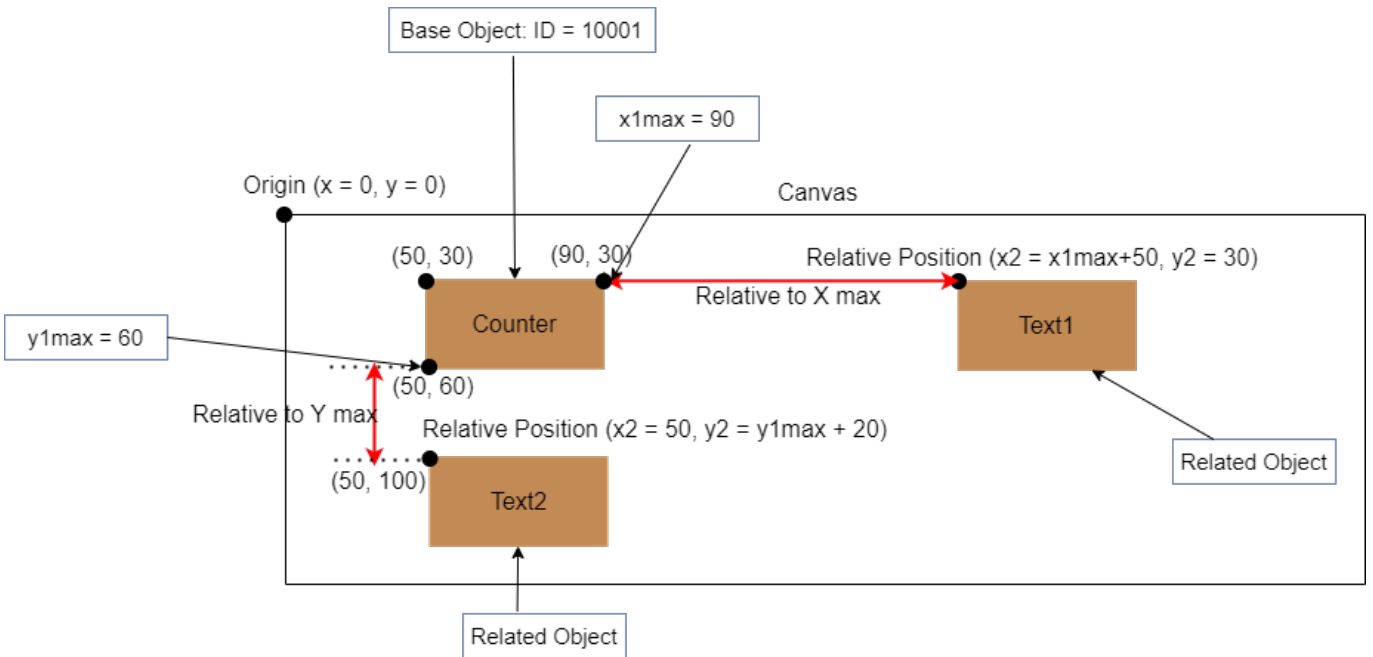 Base Object: ID = 10001
x1max = 90
Origin (x = 0, y = 0)
Canvas
(50, 30)
(90, 30)
Relative Position (x2 = x1max+50, y2 = 30)
Relative to X max
Counter
Text1
y1max = 60
(50, 60)
Relative to Y max
Relative Position (x2 = 50, y2 = y1max + 20)
(50, 100)
Text2
Related Object
Related Object